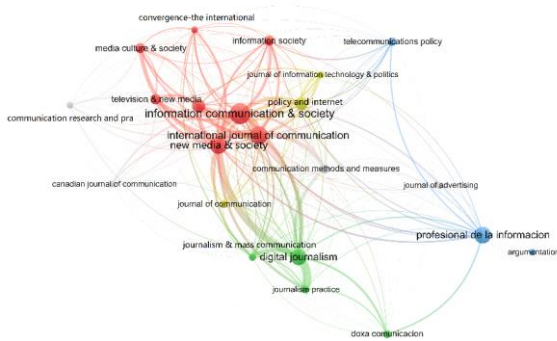 convergence-the international
media culture & society
information society
telecommunications policy
journal of information technology & politics
television & new media
policy and internet
information communication & society
communication research and pra
international journal of communication
new media & society
communication methods and measures
canadian journal of communication
journal of advertising
journal of communication
profesional de la informacion
journalism & mass communication
argumentation
digital journalism
journalism practice
doxa comunicacion